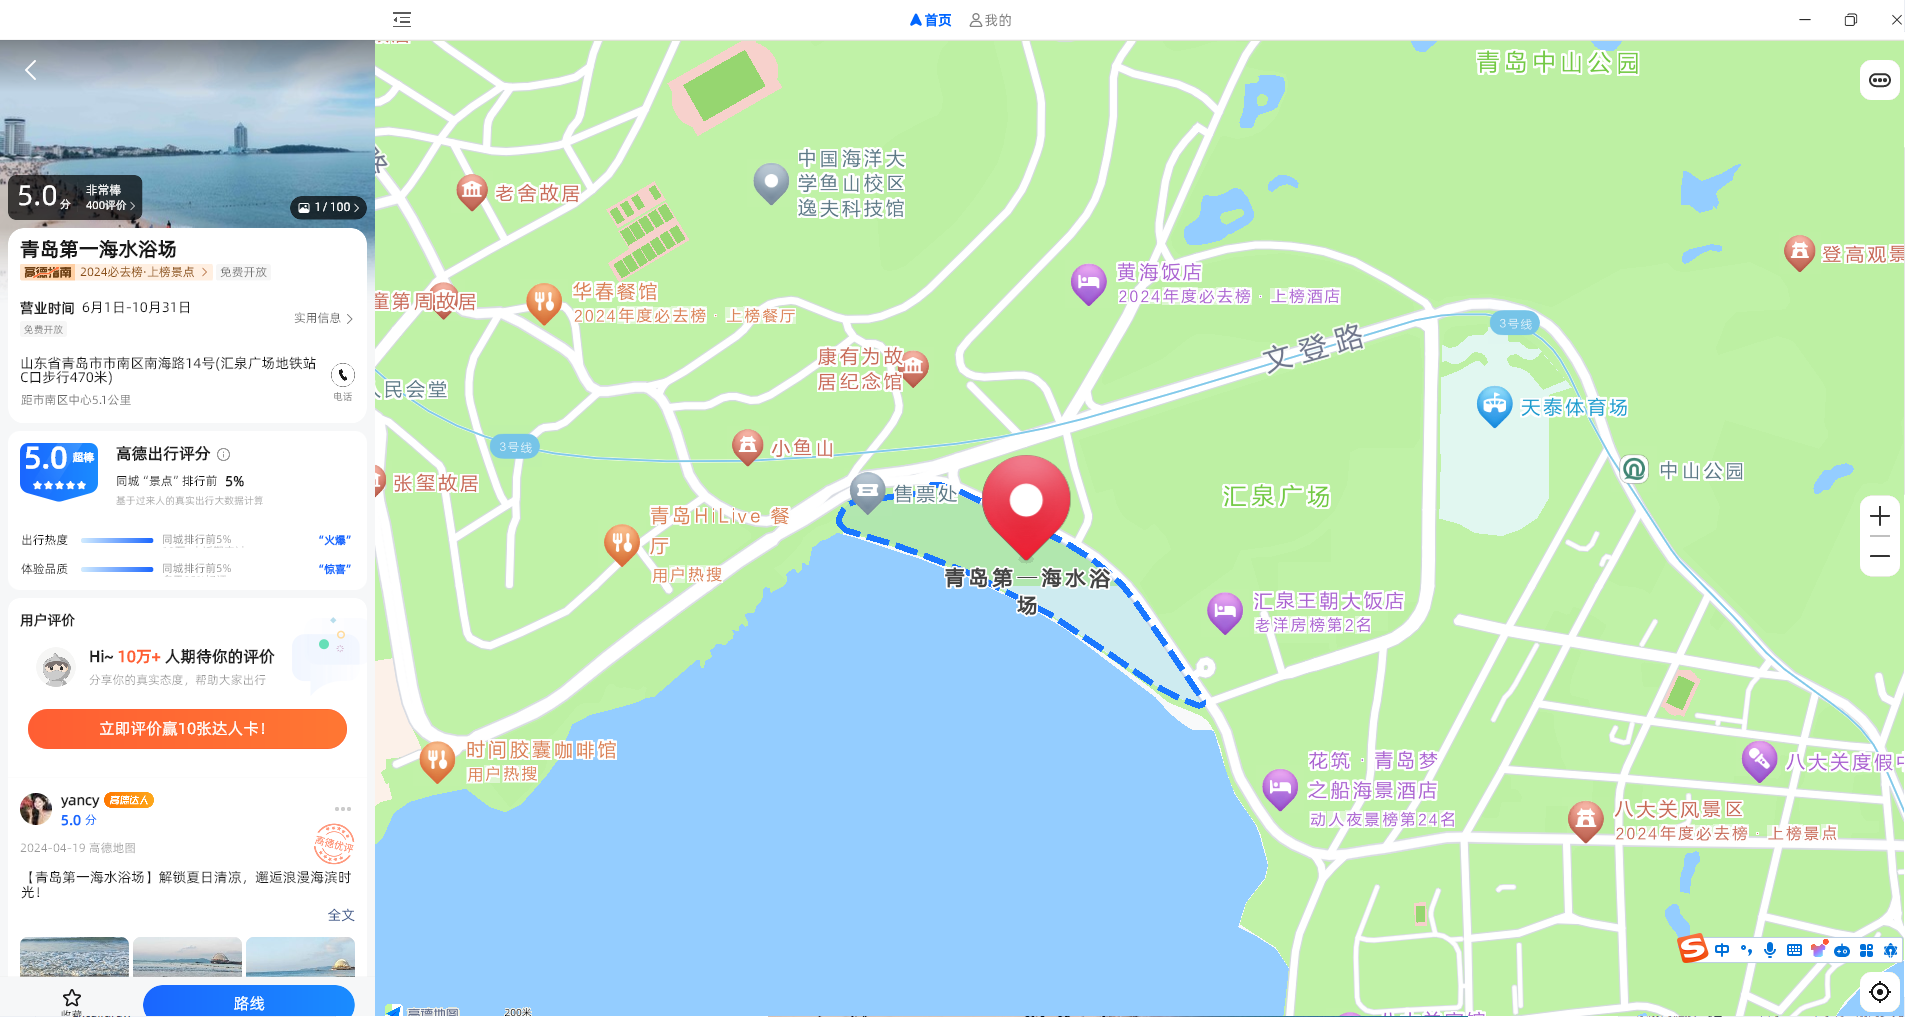 首页
我的
5.0分
非常棒
400评价
1/100
青岛第一海水浴场
高德指南 2024必去榜·上榜景点 免费开放
营业时间 6月1日-10月31日
免费开放
实用信息
山东省青岛市市南区南海路14号(汇泉广场地铁站
C口步行470米)
距市南区中心5.1公里
电话
5.0 超棒
高德出行评分
同城“景点”排行前 5%
基于过来人的真实出行大数据计算
出行热度 同城排行前5% “火爆”
体验品质 同城排行前5% “惊喜”
用户评价
Hi~ 10万+ 人期待你的评价
分享你的真实态度，帮助大家出行
立即评价赢10张达人卡！
yancy 高德达人
5.0 分
2024-04-19 高德地图
高德优评
【青岛第一海水浴场】解锁夏日清凉，邂逅浪漫海滨时
光！
全文
收藏
路线
青岛中山公园
中国海洋大
学鱼山校区
逸夫科技馆
老舍故居
登高观景
黄海饭店
2024年度必去榜·上榜酒店
童第周故居
华春餐馆
2024年度必去榜·上榜餐厅
3号线
文登路
康有为故
居纪念馆
民会堂
天泰体育场
3号线
小鱼山
中山公园
张玺故居
售票处
汇泉广场
青岛HiLive 餐
厅
用户热搜
青岛第一海水浴
场
汇泉王朝大饭店
老洋房榜第2名
时间胶囊咖啡馆
用户热搜
花筑·青岛梦
之船海景酒店
动人夜景榜第24名
八大关度假中
八大关风景区
2024年度必去榜·上榜景点
中
高德地图
200米